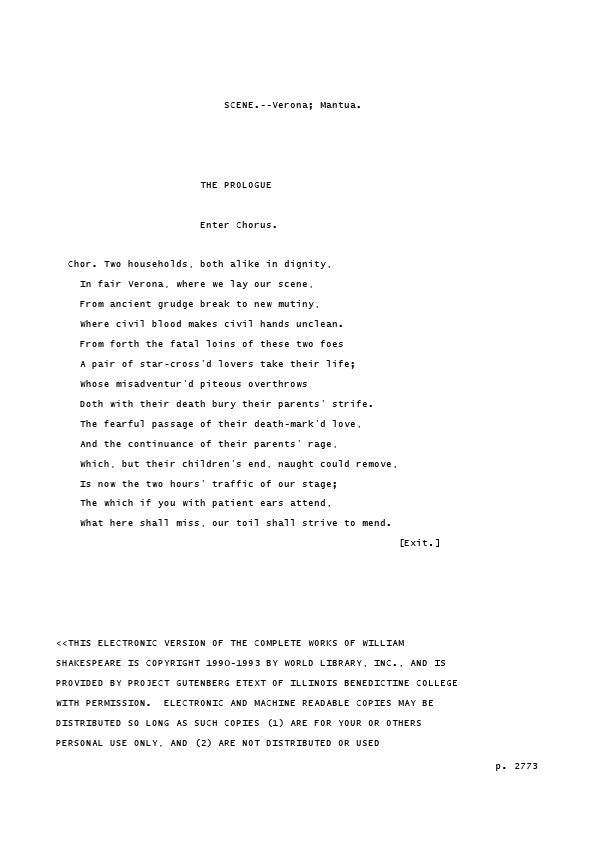 SCENE.--Verona; Mantua.
THE PROLOGUE
Enter Chorus.
Chor. Two households, both alike in dignity,
In fair Verona, where we lay our scene,
From ancient grudge break to new mutiny,
Where civil blood makes civil hands unclean.
From forth the fatal loins of these two foes
A pair of star-cross'd lovers take their life;
Whose misadventur'd piteous overthrows
Doth with their death bury their parents' strife.
The fearful passage of their death-mark'd love,
And the continuance of their parents' rage,
Which, but their children's end, naught could remove,
Is now the two hours' traffic of our stage;
The which if you with patient ears attend,
What here shall miss, our toil shall strive to mend.
[Exit.]
<<THIS ELECTRONIC VERSION OF THE COMPLETE WORKS OF WILLIAM
SHAKESPEARE IS COPYRIGHT 1990-1993 BY WORLD LIBRARY, INC., AND IS
PROVIDED BY PROJECT GUTENBERG ETEXT OF ILLINOIS BENEDICTINE COLLEGE
WITH PERMISSION.  ELECTRONIC AND MACHINE READABLE COPIES MAY BE
DISTRIBUTED SO LONG AS SUCH COPIES (1) ARE FOR YOUR OR OTHERS
PERSONAL USE ONLY, AND (2) ARE NOT DISTRIBUTED OR USED
p. 2773